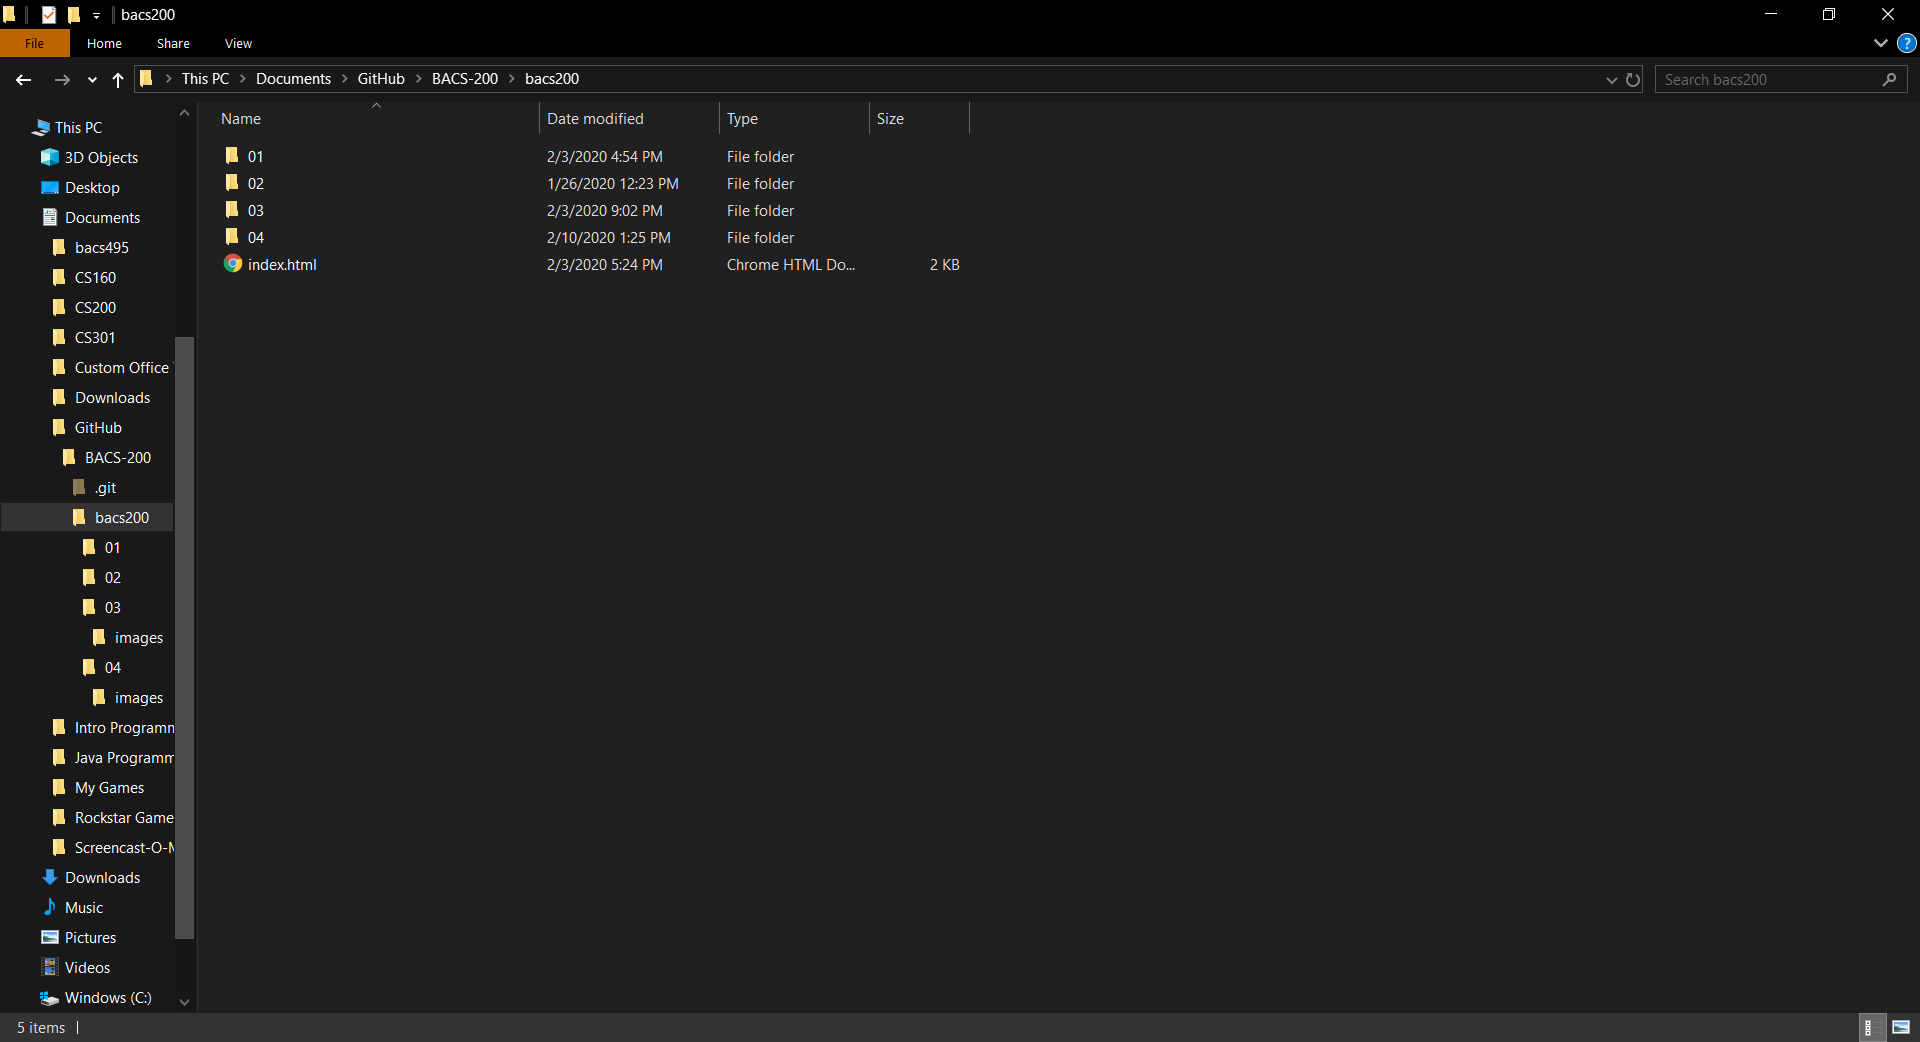 bacs200
File Home Share View
This PC Documents GitHub BACS-200 bacs200
Search bacs200
Name Date modified Type Size
01 2/3/2020 4:54 PM File folder
02 1/26/2020 12:23 PM File folder
03 2/3/2020 9:02 PM File folder
04 2/10/2020 1:25 PM File folder
index.html 2/3/2020 5:24 PM Chrome HTML Do... 2 KB
This PC
3D Objects
Desktop
Documents
bacs495
CS160
CS200
CS301
Custom Office
Downloads
GitHub
BACS-200
.git
bacs200
01
02
03
images
04
images
Intro Programm
Java Programm
My Games
Rockstar Game
Screencast-O-M
Downloads
Music
Pictures
Videos
Windows (C:)
5 items